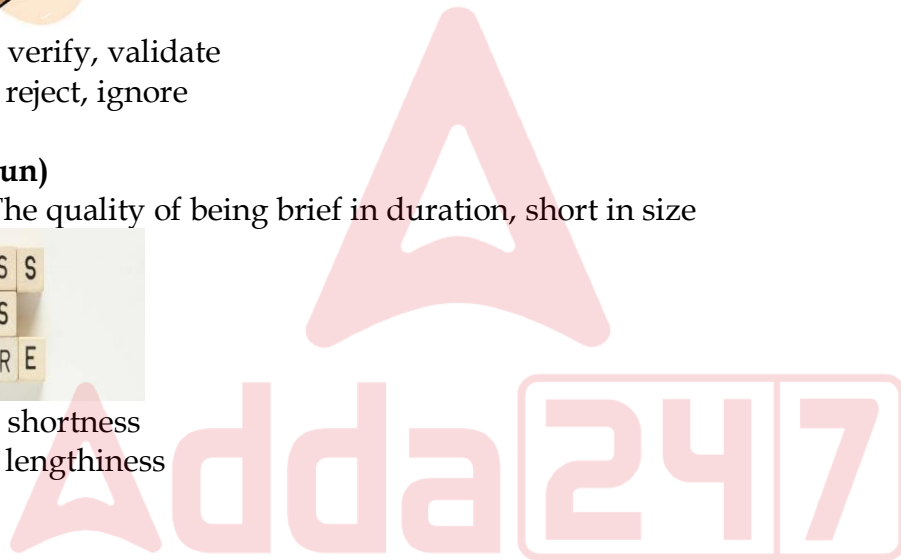 verify, validate
reject, ignore
un)
The quality of being brief in duration, short in size
S S
S
R E
shortness
lengthiness
Adda247